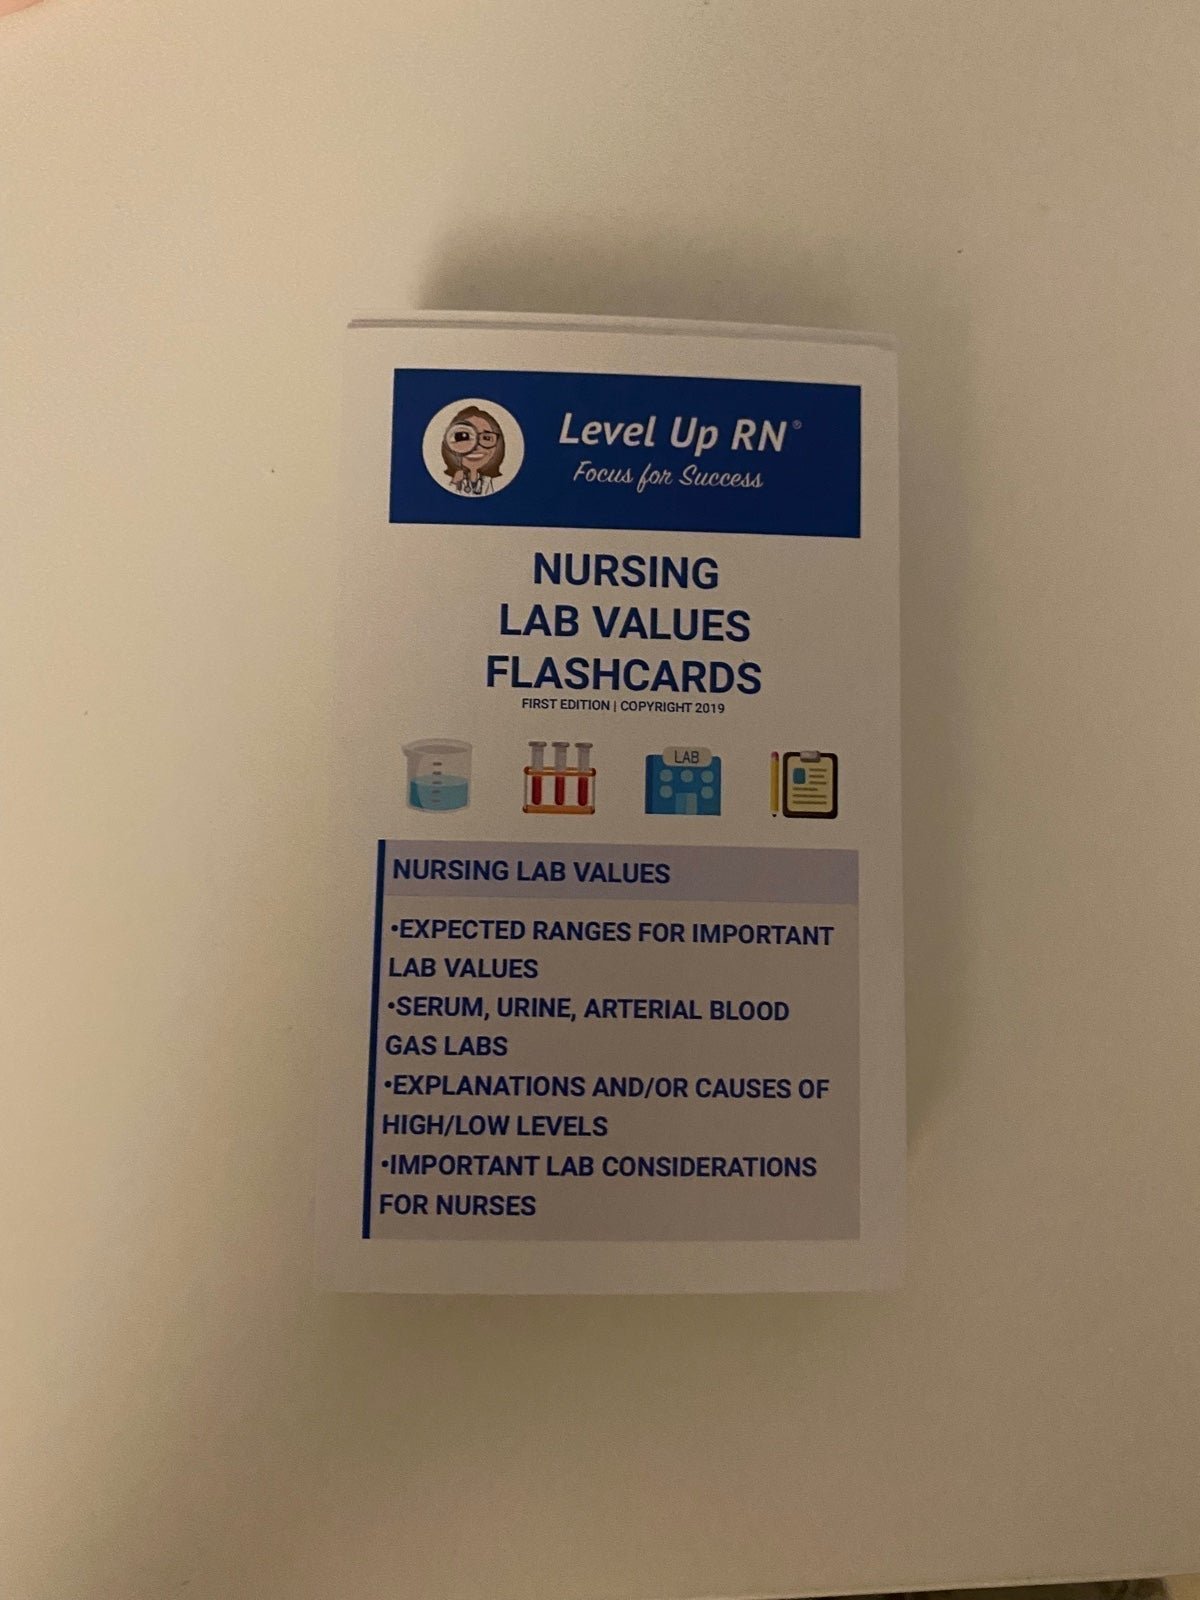 Level Up RN®
Focus for Success
NURSING
LAB VALUES
FLASHCARDS
FIRST EDITION | COPYRIGHT 2019
LAB
NURSING LAB VALUES
•EXPECTED RANGES FOR IMPORTANT
LAB VALUES
•SERUM, URINE, ARTERIAL BLOOD
GAS LABS
•EXPLANATIONS AND/OR CAUSES OF
HIGH/LOW LEVELS
•IMPORTANT LAB CONSIDERATIONS
FOR NURSES